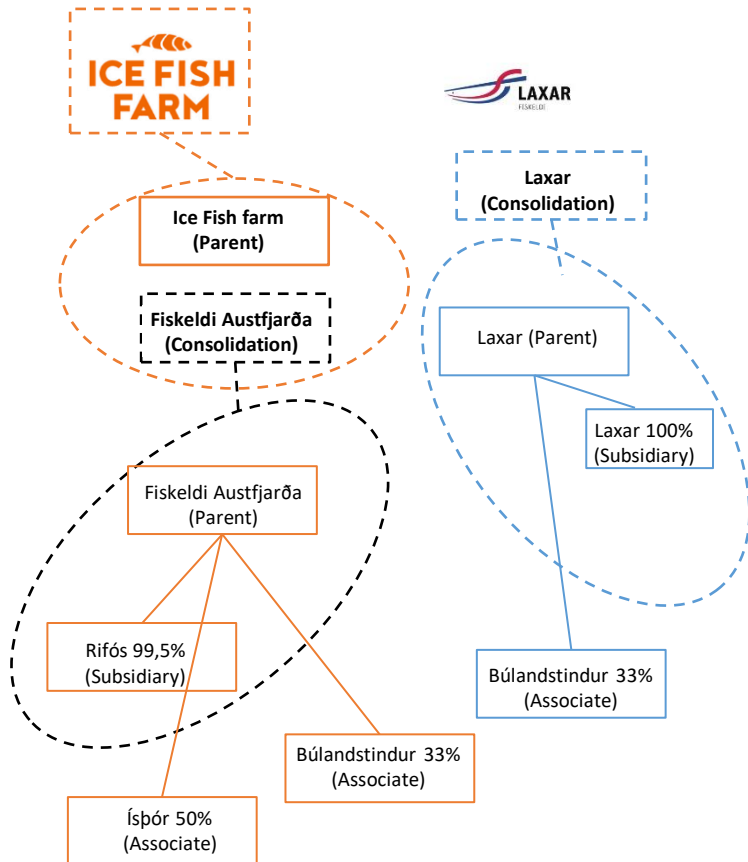 ICE FISH
FARM
LAXAR
FISKELDI
Ice Fish farm
(Parent)
Laxar
(Consolidation)
Fiskeldi Austfjarða
(Consolidation)
Laxar (Parent)
Laxar 100%
(Subsidiary)
Fiskeldi Austfjarða
(Parent)
Rifós 99,5%
(Subsidiary)
Búlandstindur 33%
(Associate)
Búlandstindur 33%
(Associate)
Ísþór 50%
(Associate)